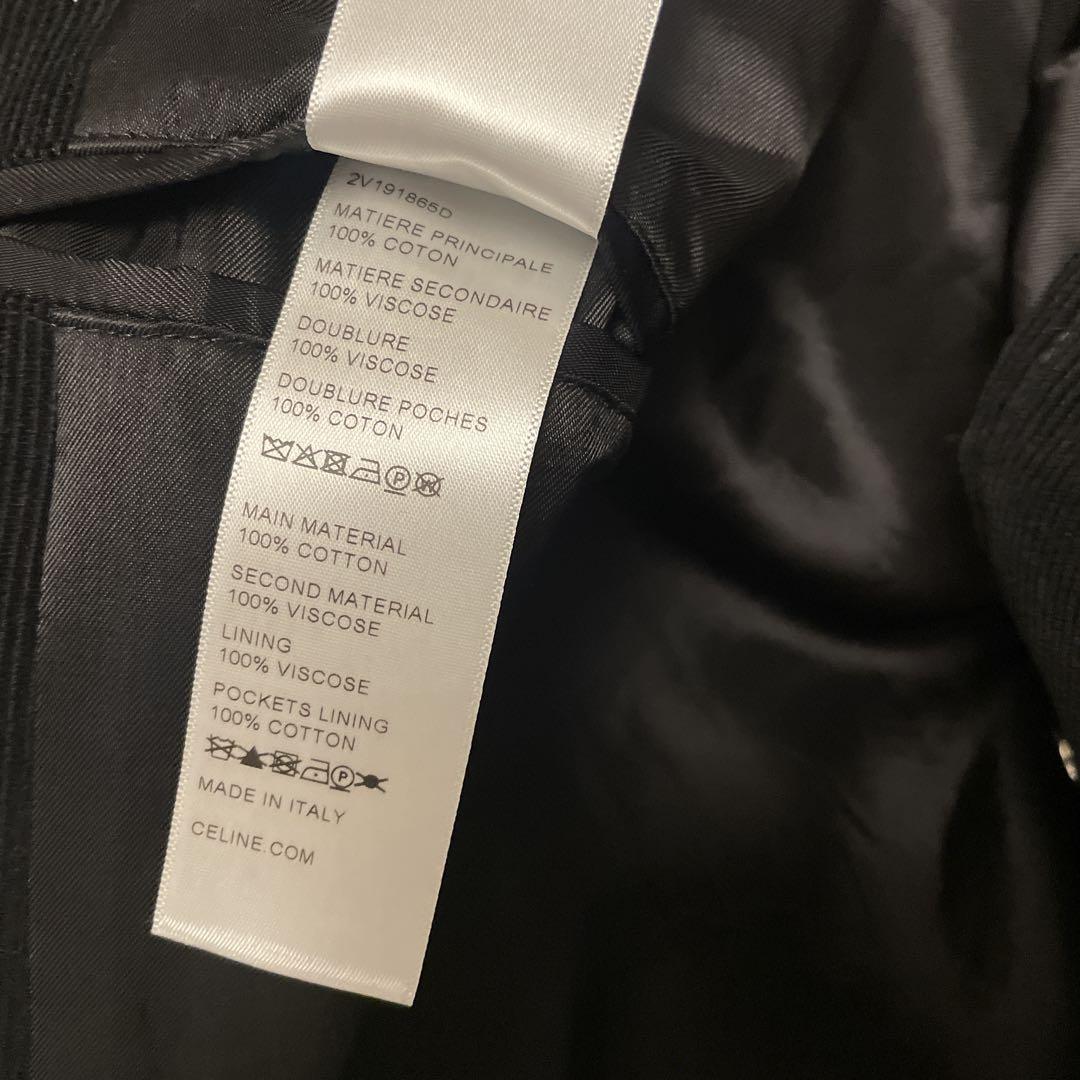 2V191865D
MATIERE PRINCIPALE
100% COTON
MATIERE SECONDAIRE
100% VISCOSE
DOUBLURE
100% VISCOSE
DOUBLURE POCHES
100% COTON
P
MAIN MATERIAL
100% COTTON
SECOND MATERIAL
100% VISCOSE
LINING
100% VISCOSE
POCKETS LINING
100% COTTON
P
MADE IN ITALY
CELINE.COM